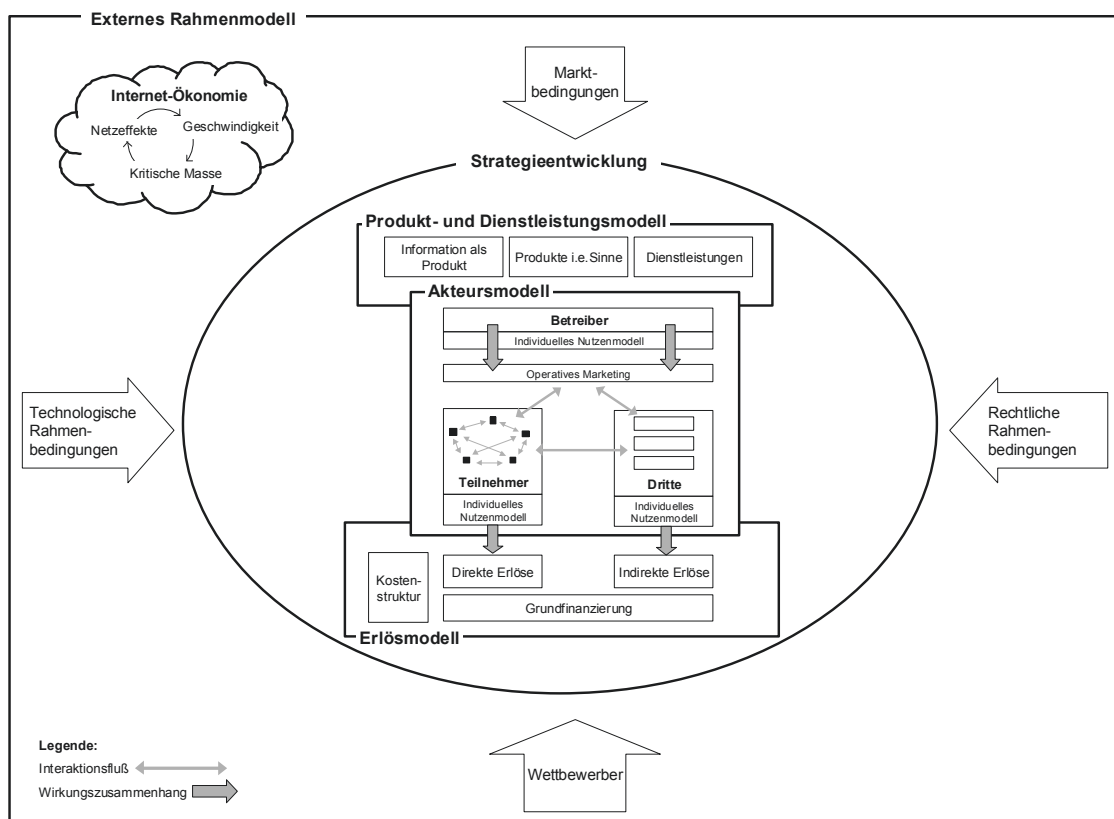 Externes Rahmenmodell
Internet-Ökonomie
Netzeffekte
Geschwindigkeit
Kritische Masse
Markt-
bedingungen
Strategieentwicklung
Produkt- und Dienstleistungsmodell
Information als
Produkt
Produkte i.e.Sinne
Dienstleistungen
Akteursmodell
Betreiber
Individuelles Nutzenmodell
Operatives Marketing
Technologische
Rahmen-
bedingungen
Rechtliche
Rahmen-
bedingungen
Teilnehmer
Individuelles
Nutzenmodell
Dritte
Individuelles
Nutzenmodell
Kosten-
struktur
Direkte Erlöse
Indirekte Erlöse
Grundfinanzierung
Erlösmodell
Legende:
Interaktionsfluß
Wirkungszusammenhang
Wettbewerber